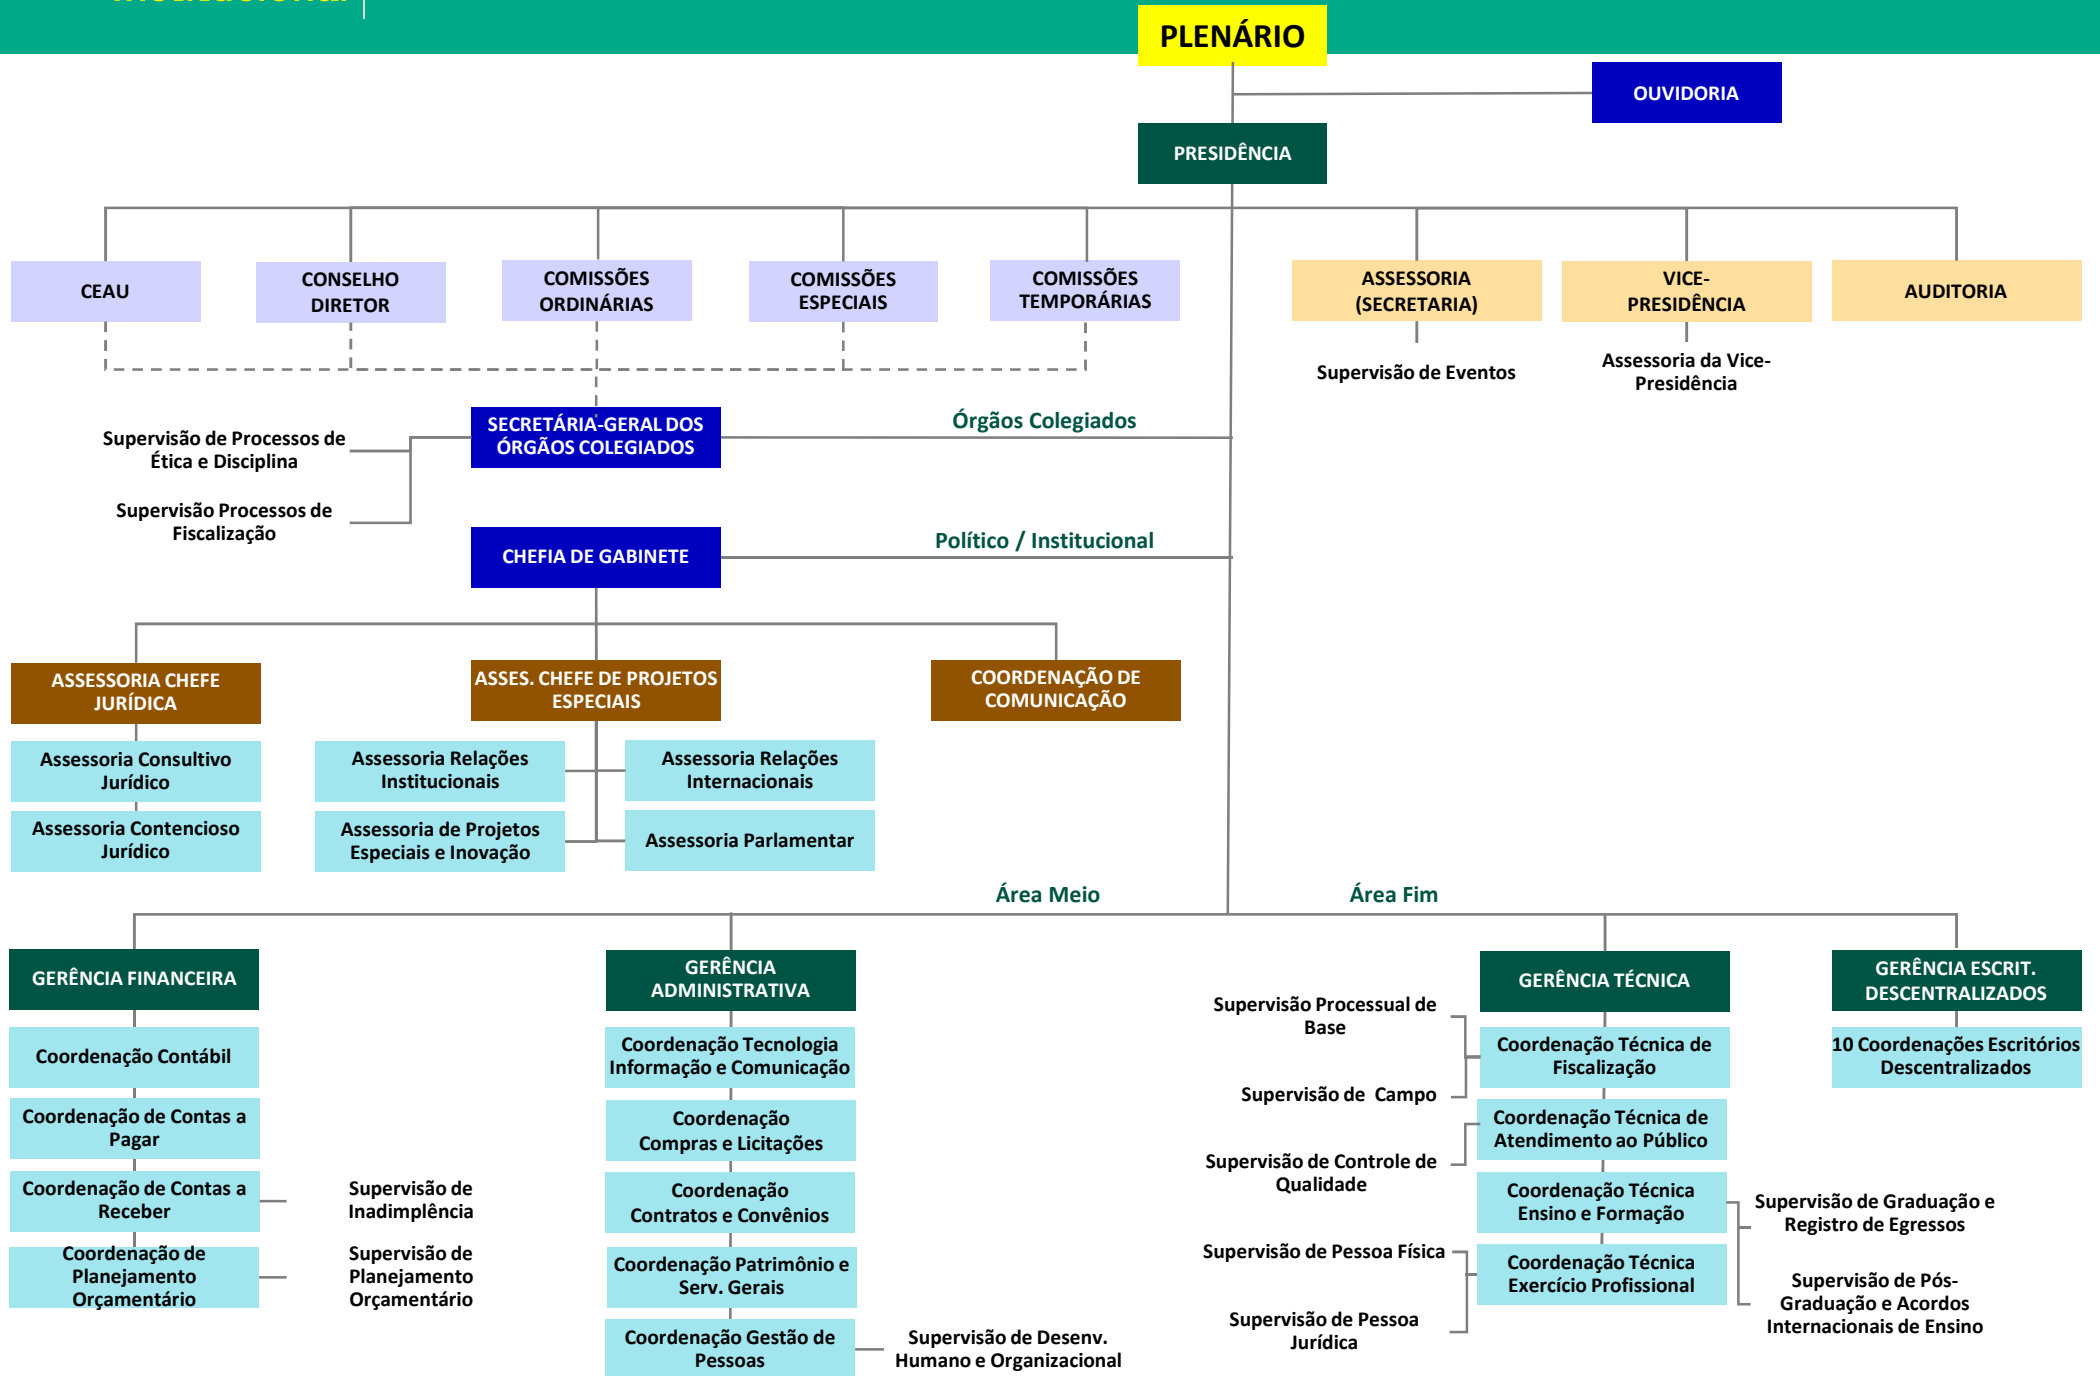 PLENÁRIO
OUVIDORIA
PRESIDÊNCIA
CEAU
CONSELHO
DIRETOR
COMISSÕES
ORDINÁRIAS
COMISSÕES
ESPECIAIS
COMISSÕES
TEMPORÁRIAS
ASSESSORIA
(SECRETARIA)
VICE-
PRESIDÊNCIA
AUDITORIA
Supervisão de Eventos
Assessoria da Vice-
Presidência
SECRETÁRIA-GERAL DOS
ÓRGÃOS COLEGIADOS
Órgãos Colegiados
Supervisão de Processos de
Ética e Disciplina
Supervisão Processos de
Fiscalização
CHEFIA DE GABINETE
Político / Institucional
ASSESSORIA CHEFE
JURÍDICA
ASSES. CHEFE DE PROJETOS
ESPECIAIS
COORDENAÇÃO DE
COMUNICAÇÃO
Assessoria Consultivo
Jurídico
Assessoria Relações
Institucionais
Assessoria Relações
Internacionais
Assessoria Contencioso
Jurídico
Assessoria de Projetos
Especiais e Inovação
Assessoria Parlamentar
Área Meio
Área Fim
GERÊNCIA FINANCEIRA
Coordenação Contábil
Coordenação de Contas a
Pagar
Coordenação de Contas a
Receber
Supervisão de
Inadimplência
Coordenação de
Planejamento
Orçamentário
Supervisão de
Planejamento
Orçamentário
GERÊNCIA
ADMINISTRATIVA
Coordenação Tecnologia
Informação e Comunicação
Coordenação
Compras e Licitações
Coordenação
Contratos e Convênios
Coordenação Patrimônio e
Serv. Gerais
Coordenação Gestão de
Pessoas
Supervisão de Desenv.
Humano e Organizacional
GERÊNCIA TÉCNICA
Supervisão Processual de
Base
Coordenação Técnica de
Fiscalização
Supervisão de Campo
Coordenação Técnica de
Atendimento ao Público
Supervisão de Controle de
Qualidade
Coordenação Técnica
Ensino e Formação
Supervisão de Graduação e
Registro de Egressos
Supervisão de Pessoa Física
Coordenação Técnica
Exercício Profissional
Supervisão de Pós-
Graduação e Acordos
Internacionais de Ensino
Supervisão de Pessoa
Jurídica
GERÊNCIA ESCRIT.
DESCENTRALIZADOS
10 Coordenações Escritórios
Descentralizados